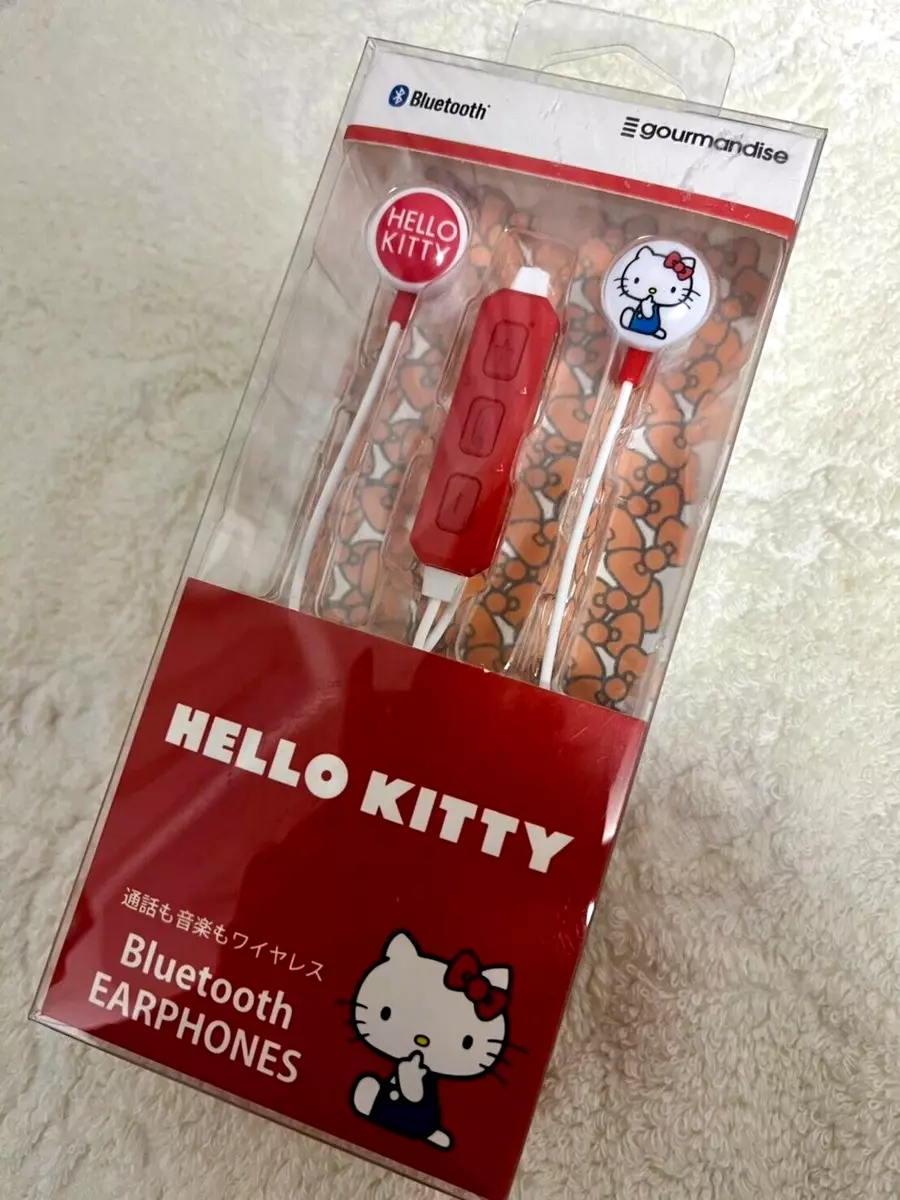 Bluetooth
gourmandise
HELLO
KITTY
HELLO KITTY
通話も音楽もワイヤレス
Bluetooth
EARPHONES